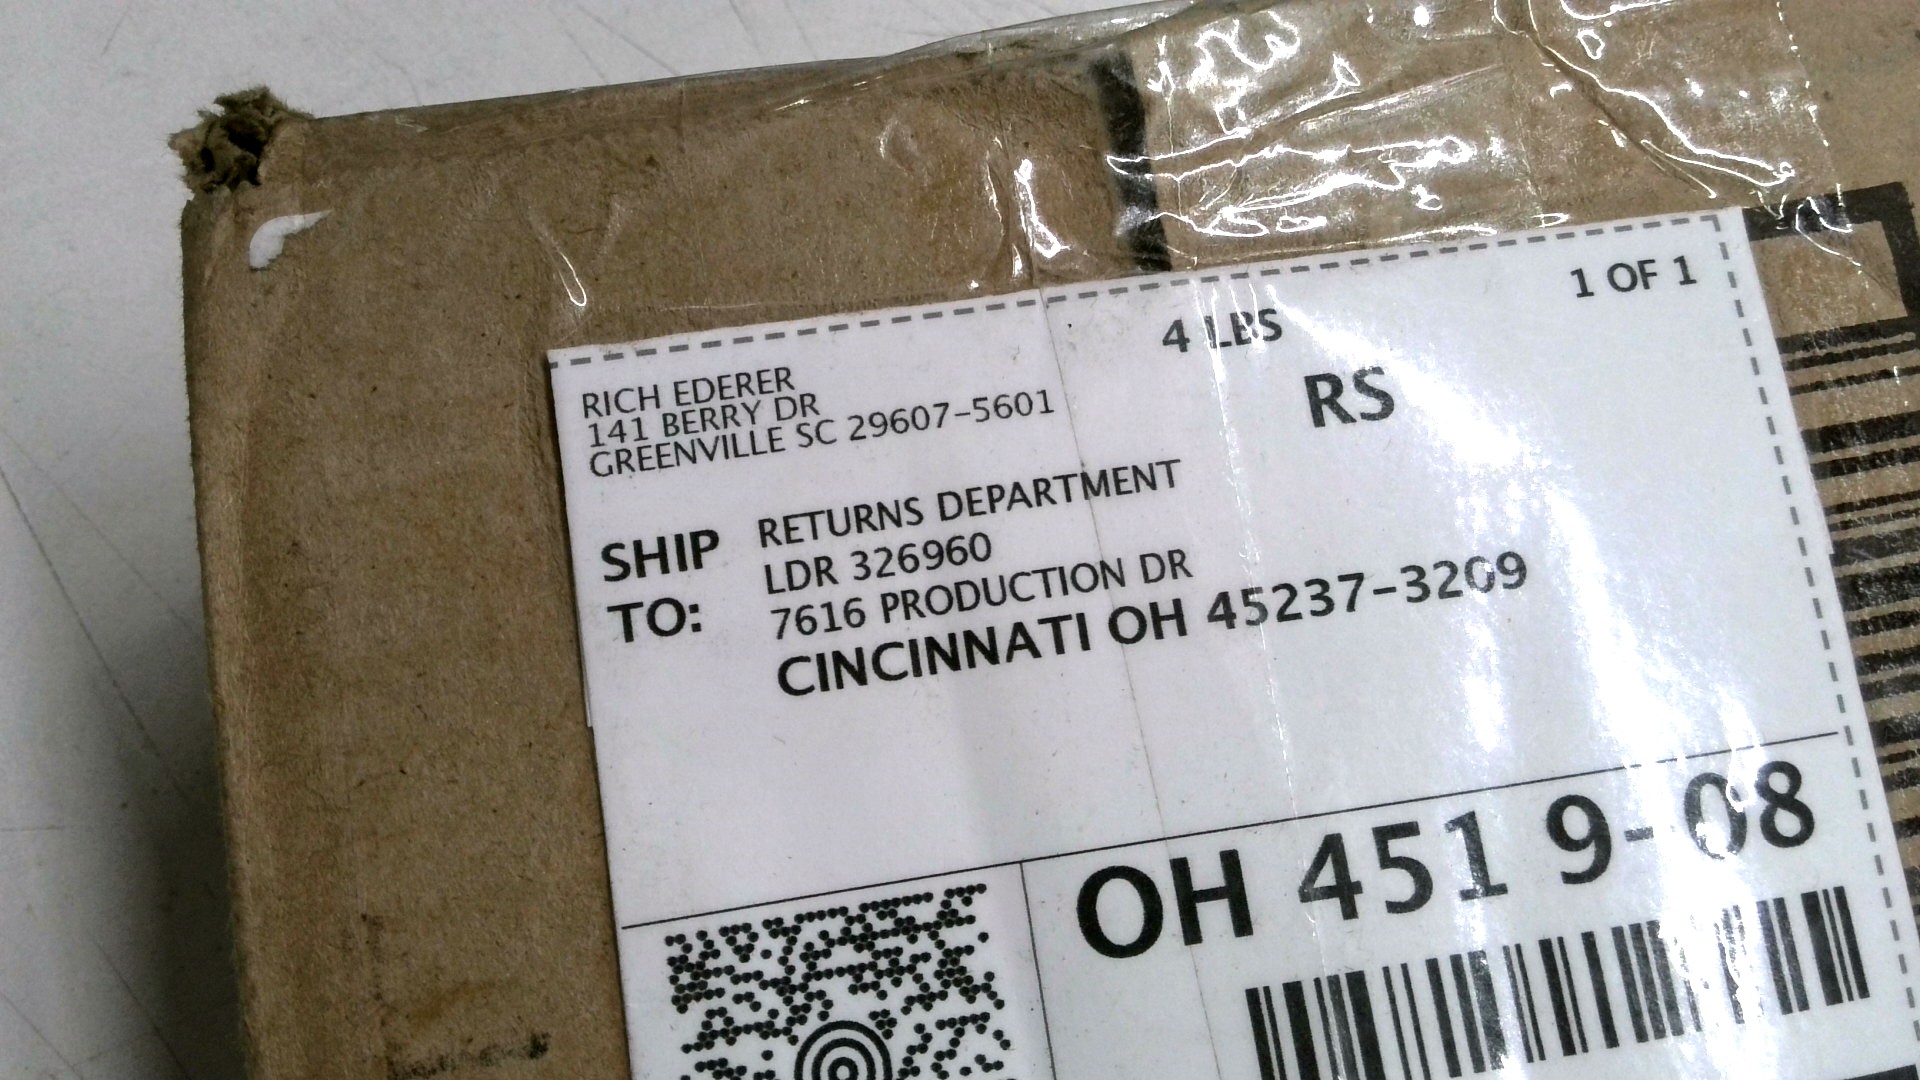 1 OF 1
4 LBS
RS
RICH EDERER
141 BERRY DR
GREENVILLE SC 29607-5601
SHIP TO:
RETURNS DEPARTMENT
LDR 326960
7616 PRODUCTION DR
CINCINNATI OH 45237-3209
OH 451 9-08